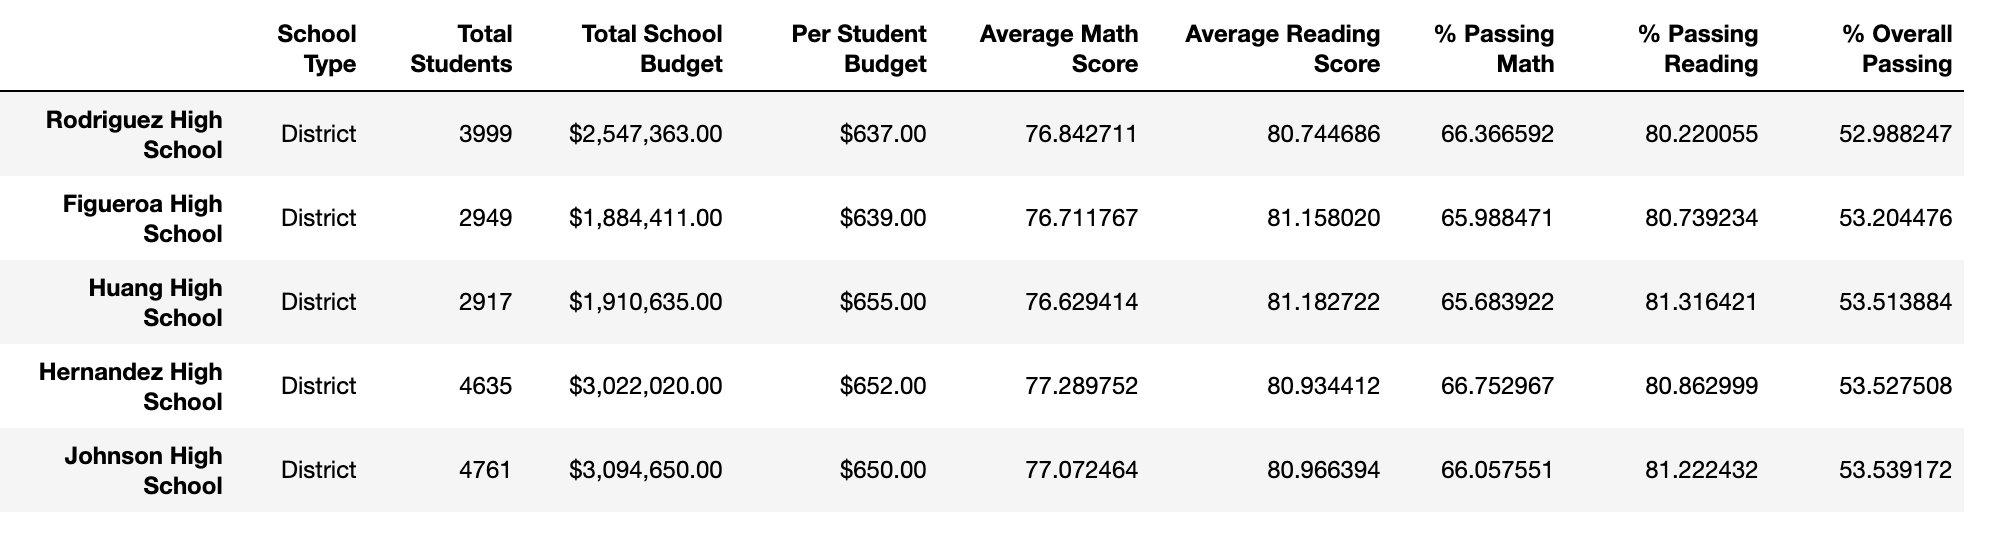 School Type Total Students Total School Budget Per Student Budget Average Math Score Average Reading Score % Passing Math % Passing Reading % Overall Passing
Rodriguez High School District 3999 $2,547,363.00 $637.00 76.842711 80.744686 66.366592 80.220055 52.988247
Figueroa High School District 2949 $1,884,411.00 $639.00 76.711767 81.158020 65.988471 80.739234 53.204476
Huang High School District 2917 $1,910,635.00 $655.00 76.629414 81.182722 65.683922 81.316421 53.513884
Hernandez High School District 4635 $3,022,020.00 $652.00 77.289752 80.934412 66.752967 80.862999 53.527508
Johnson High School District 4761 $3,094,650.00 $650.00 77.072464 80.966394 66.057551 81.222432 53.539172